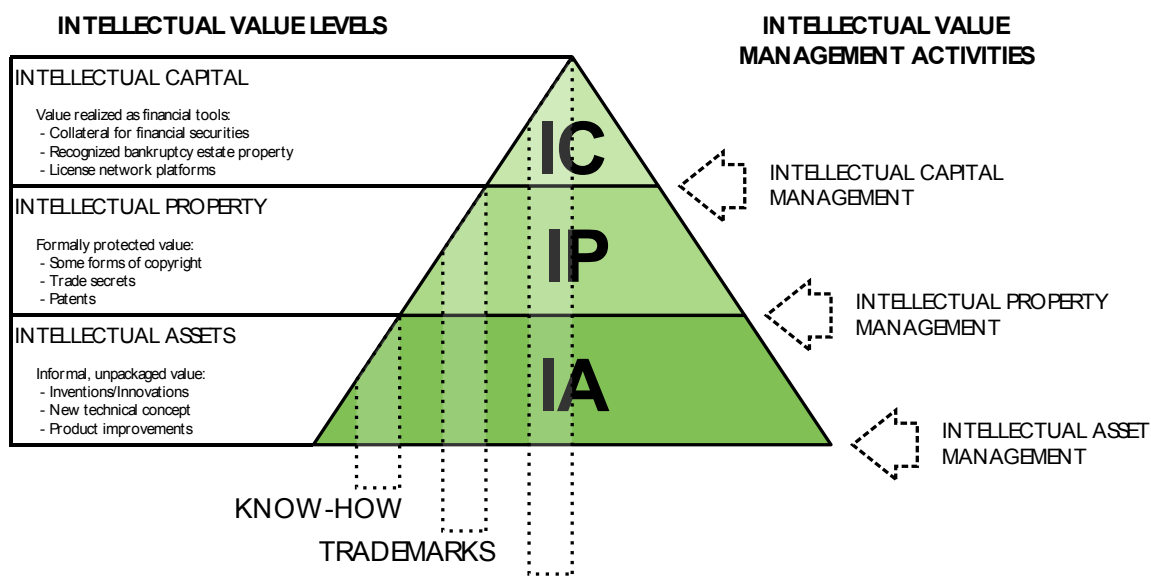 INTELLECTUAL VALUE LEVELS
INTELLECTUAL VALUE
MANAGEMENT ACTIVITIES
INTELLECTUAL CAPITAL
Value realized as financial tools:
- Collateral for financial securities
- Recognized bankruptcy estate property
- License network platforms
IC
INTELLECTUAL CAPITAL
MANAGEMENT
INTELLECTUAL PROPERTY
Formally protected value:
- Some forms of copyright
- Trade secrets
- Patents
IP
INTELLECTUAL PROPERTY
MANAGEMENT
INTELLECTUAL ASSETS
Informal, unpackaged value:
- Inventions/Innovations
- New technical concept
- Product improvements
IA
INTELLECTUAL ASSET
MANAGEMENT
KNOW-HOW
TRADEMARKS